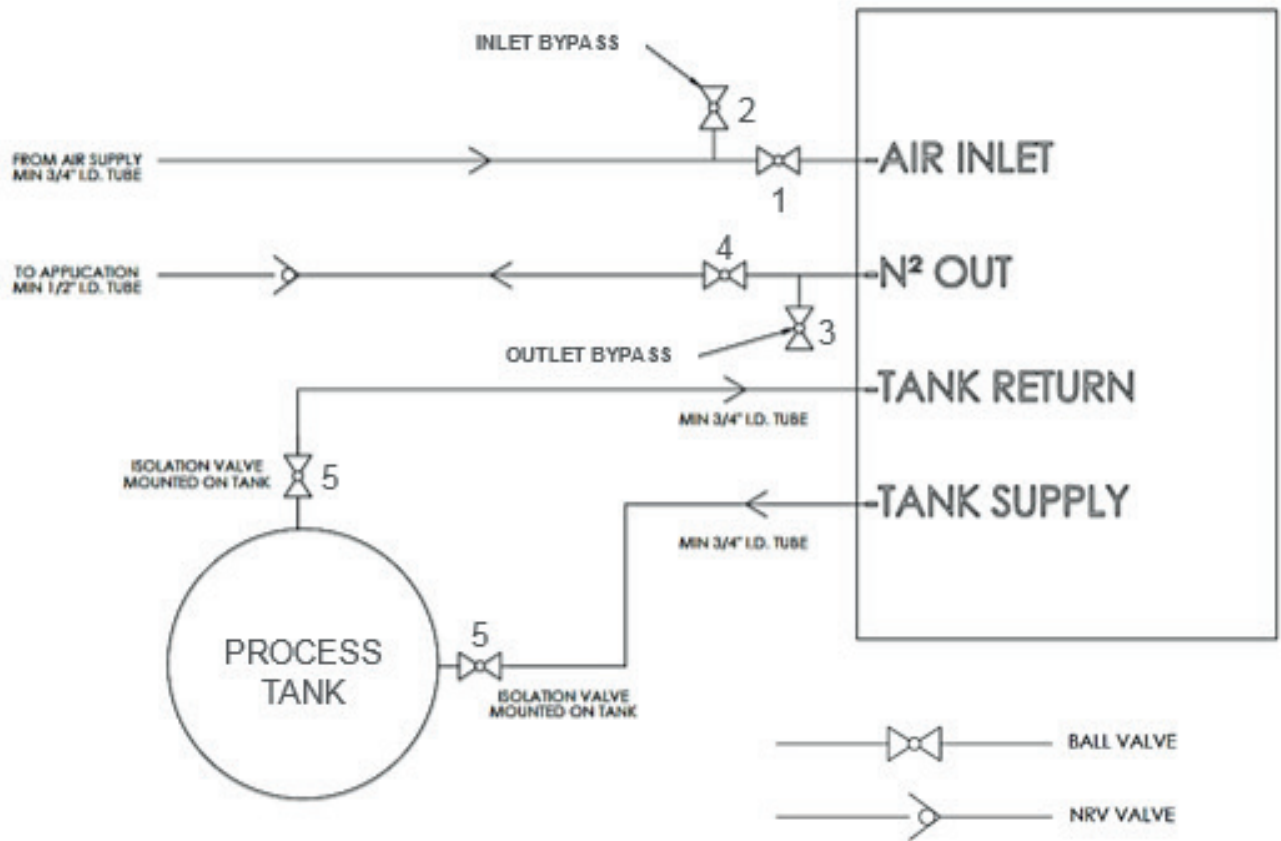 INLET BYPASS
2
FROM AIR SUPPLY
MIN 3/4" I.D. TUBE
AIR INLET
1
4
TO APPLICATION
MIN 1/2" I.D. TUBE
N² OUT
3
OUTLET BYPASS
TANK RETURN
MIN 3/4" I.D. TUBE
ISOLATION VALVE
MOUNTED ON TANK
5
TANK SUPPLY
MIN 3/4" I.D. TUBE
PROCESS
TANK
5
ISOLATION VALVE
MOUNTED ON TANK
BALL VALVE
NRV VALVE